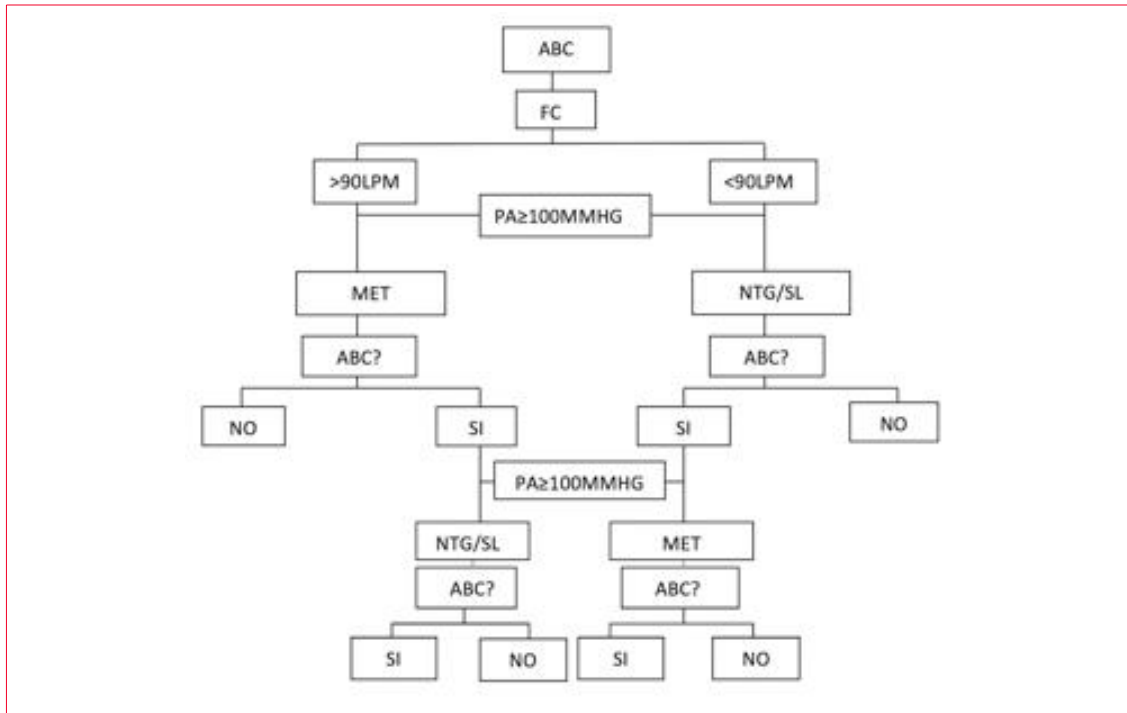 ABC
FC
>90LPM
<90LPM
PA≥100MMHG
MET
NTG/SL
ABC?
ABC?
NO
SI
SI
NO
PA≥100MMHG
NTG/SL
MET
ABC?
ABC?
SI
NO
SI
NO